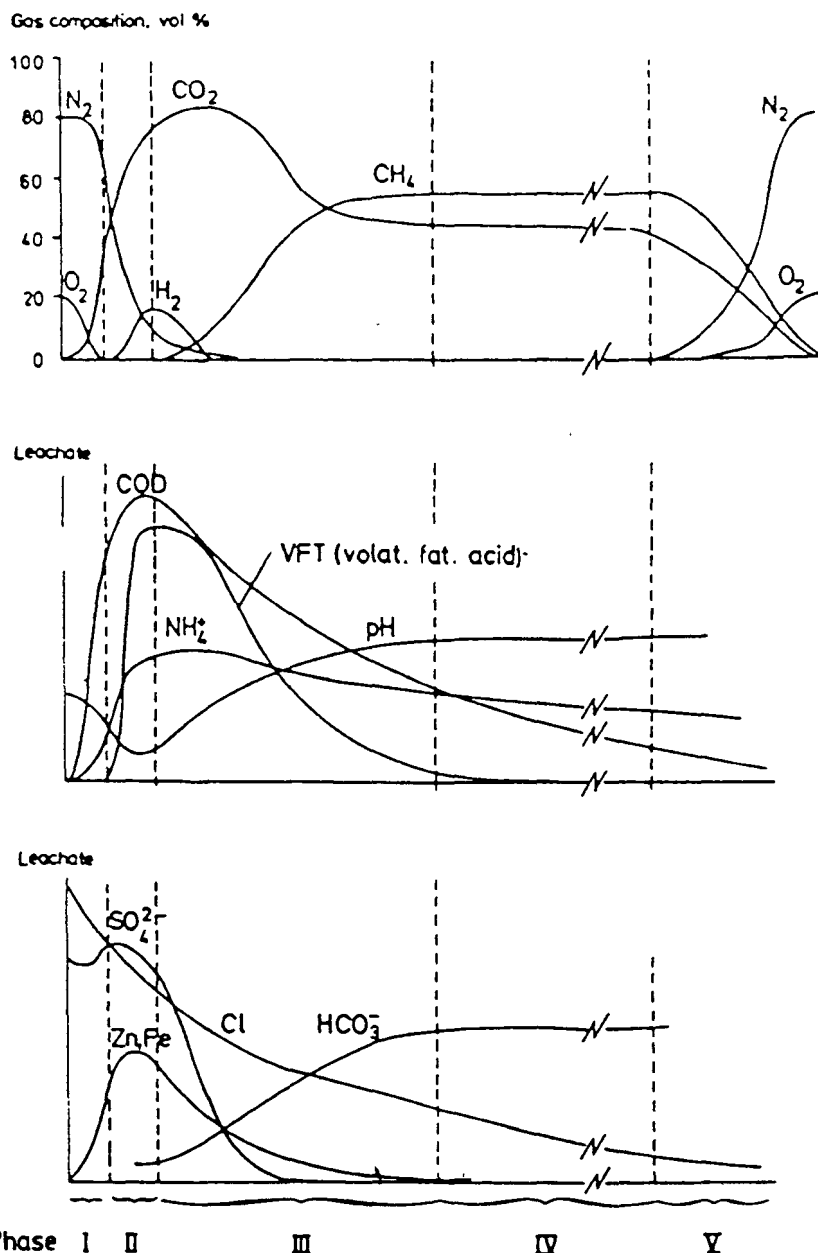 Gas composition, vol %
100
80
60
40
20
0
N₂
CO₂
O₂
H₂
CH₄
N₂
O₂
Leachate
COD
VFT (volat. fat. acid)
NH₄⁺
pH
Leachate
SO₄²⁻
Zn,Fe
Cl
HCO₃⁻
Phase I II III IV V